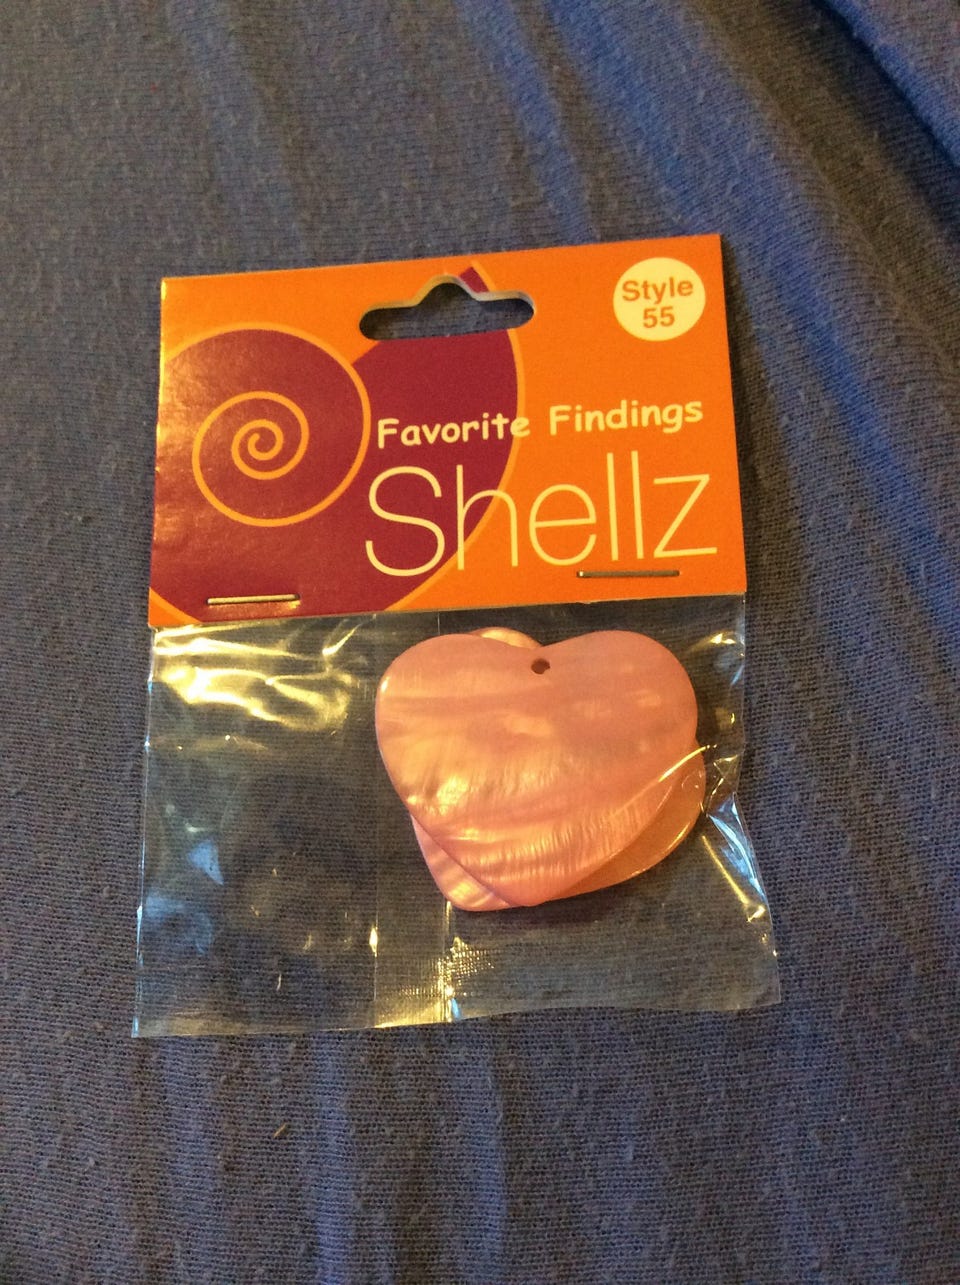 Style
55
Favorite Findings
Shellz